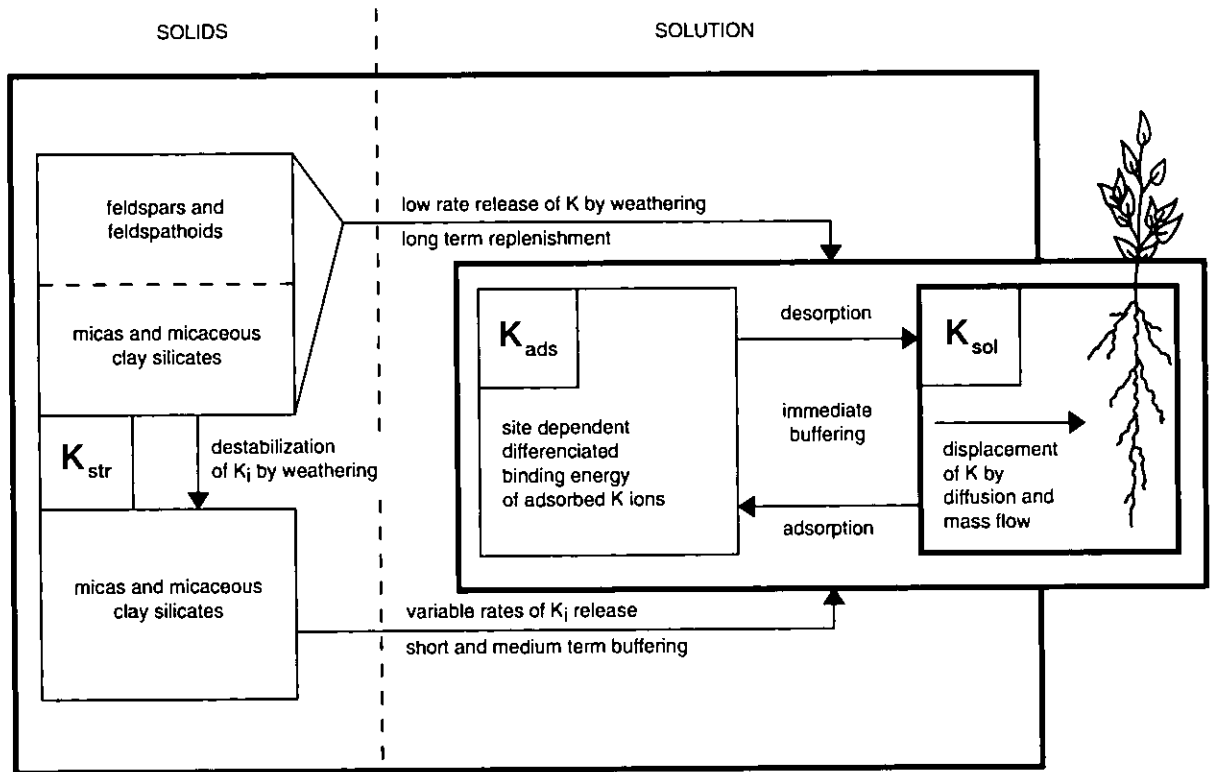 SOLIDS
SOLUTION
feldspars and
feldspathoids
micas and micaceous
clay silicates
K str
destabilization
of Ki by weathering
micas and micaceous
clay silicates
low rate release of K by weathering
long term replenishment
K ads
site dependent
differenciated
binding energy
of adsorbed K ions
desorption
immediate
buffering
adsorption
K sol
displacement
of K by
diffusion and
mass flow
variable rates of Ki release
short and medium term buffering